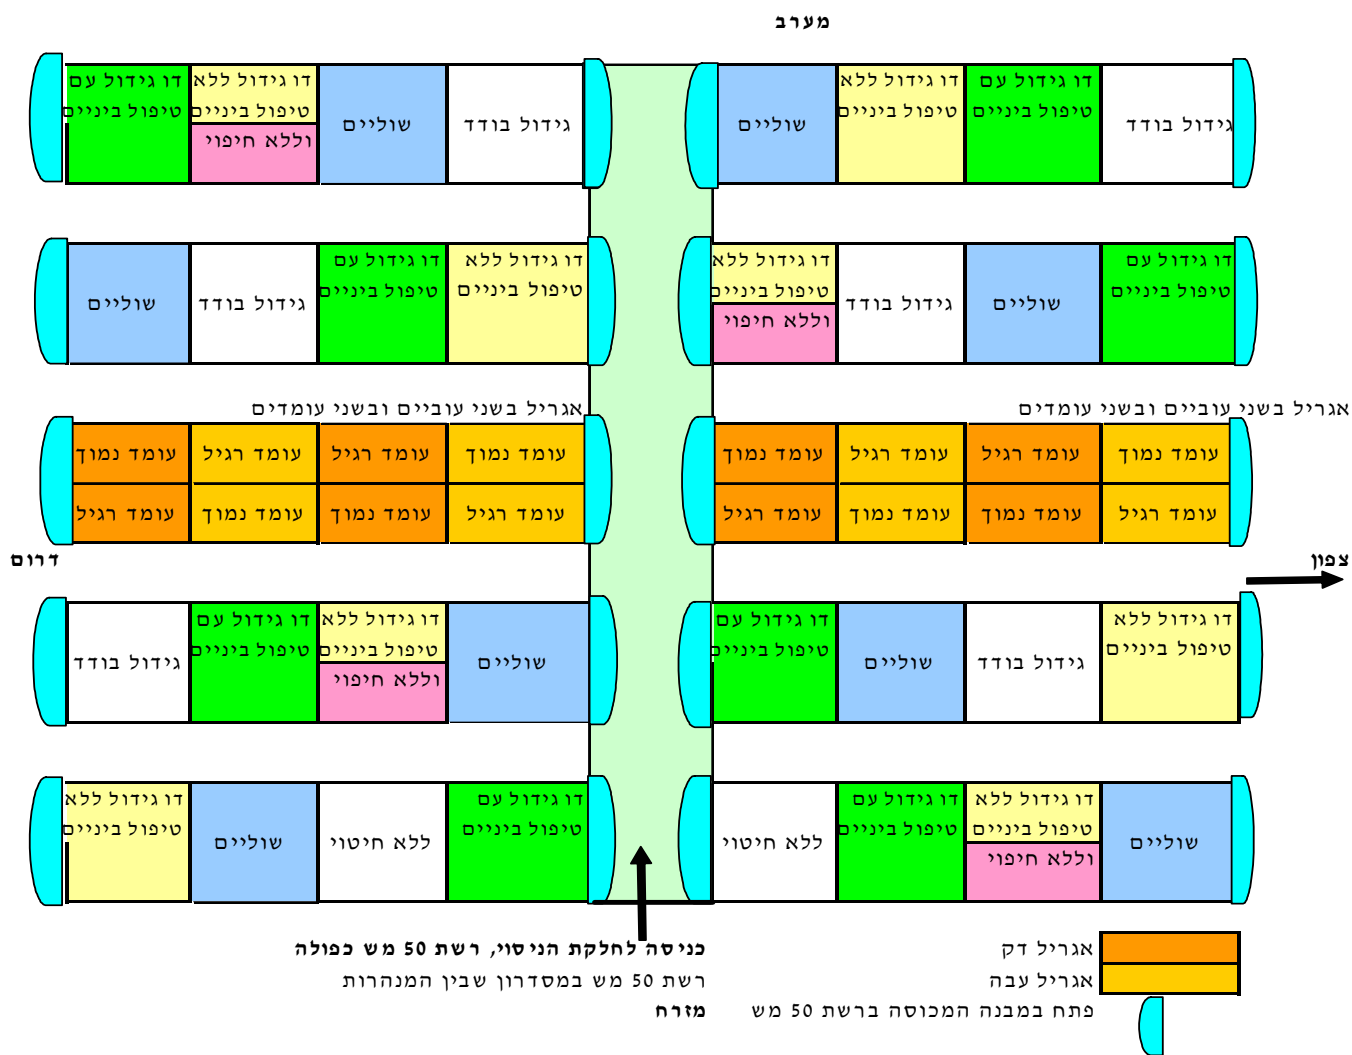 מערב
דו גידול עם
טיפול ביניים
דו גידול ללא
טיפול ביניים
וללא חיפוי
שוליים
גידול בודד
שוליים
דו גידול ללא
טיפול ביניים
דו גידול עם
טיפול ביניים
גידול בודד
שוליים
גידול בודד
דו גידול עם
טיפול ביניים
דו גידול ללא
טיפול ביניים
דו גידול ללא
טיפול ביניים
וללא חיפוי
גידול בודד
שוליים
דו גידול עם
טיפול ביניים
אגריל בשני עוביים ובשני עומדים
אגריל בשני עוביים ובשני עומדים
עומד נמוך
עומד רגיל
עומד רגיל
עומד נמוך
עומד נמוך
עומד רגיל
עומד רגיל
עומד נמוך
עומד רגיל
עומד נמוך
עומד נמוך
עומד רגיל
עומד רגיל
עומד נמוך
עומד נמוך
עומד רגיל
דרום
צפון
גידול בודד
דו גידול עם
טיפול ביניים
דו גידול ללא
טיפול ביניים
וללא חיפוי
שוליים
דו גידול עם
טיפול ביניים
שוליים
גידול בודד
דו גידול ללא
טיפול ביניים
דו גידול ללא
טיפול ביניים
שוליים
ללא חיטוי
דו גידול עם
טיפול ביניים
ללא חיטוי
דו גידול עם
טיפול ביניים
דו גידול ללא
טיפול ביניים
וללא חיפוי
שוליים
כניסה לחלקת הניסוי, רשת 50 מש כפולה
רשת 50 מש במסדרון שבין המנהרות
מזרח
אגריל דק
אגריל עבה
פתח במבנה המכוסה ברשת 50 מש